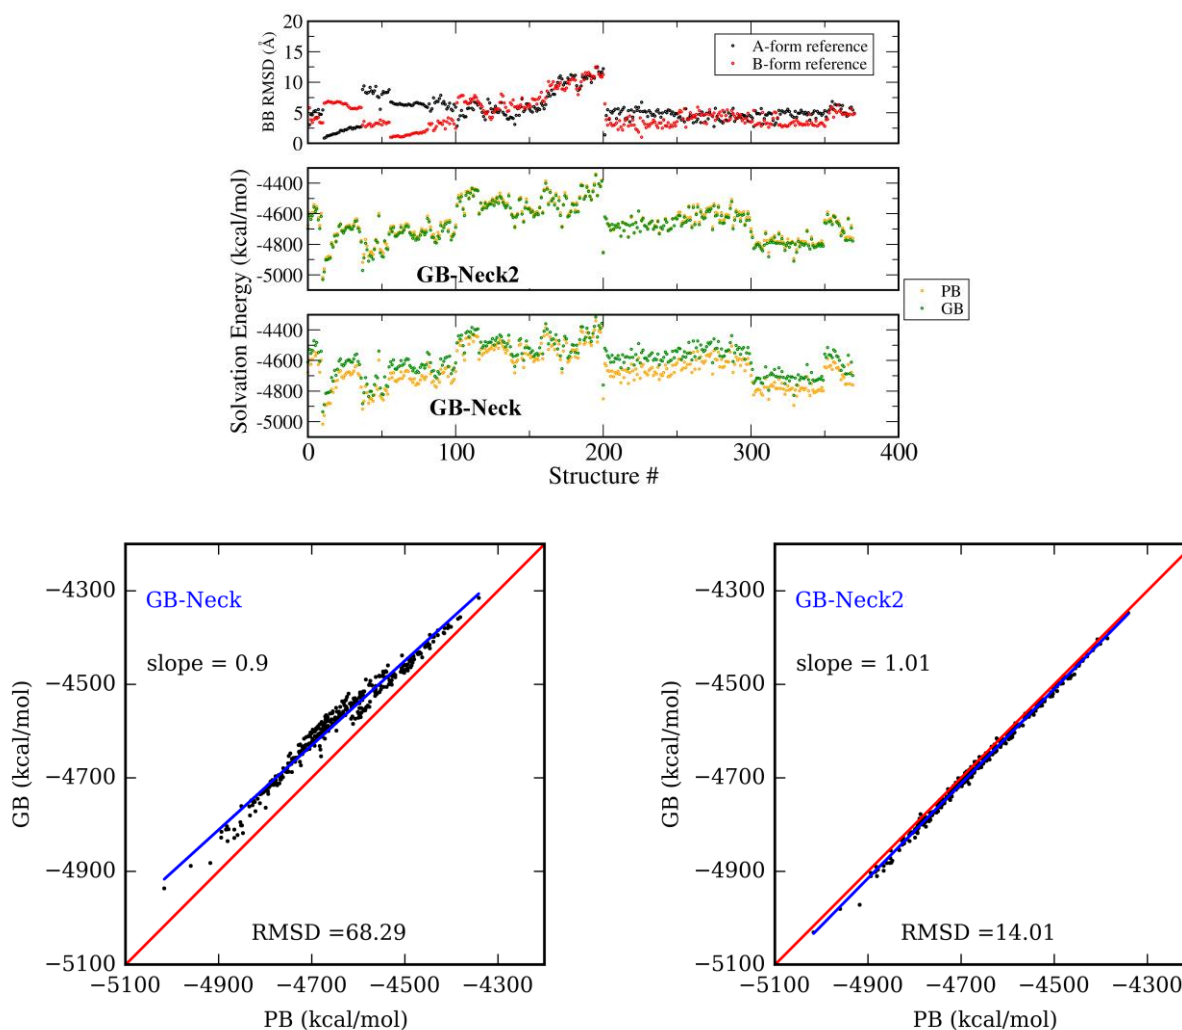 BB RMSD (Å)
20
15
10
5
0
A-form reference
B-form reference
Solvation Energy (kcal/mol)
-4400
-4600
-4800
-5000
GB-Neck2
PB
GB
-4400
-4600
-4800
-5000
GB-Neck
0 100 200 300 400
Structure #
GB (kcal/mol)
−4300
−4500
−4700
−4900
−5100
GB-Neck
slope = 0.9
RMSD =68.29
−5100 −4900 −4700 −4500 −4300
PB (kcal/mol)
GB (kcal/mol)
−4300
−4500
−4700
−4900
−5100
GB-Neck2
slope = 1.01
RMSD =14.01
−5100 −4900 −4700 −4500 −4300
PB (kcal/mol)